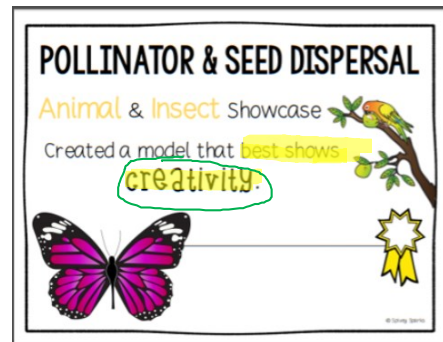 POLLINATOR & SEED DISPERSAL
Animal & Insect Showcase
Created a model that best shows
creativity.